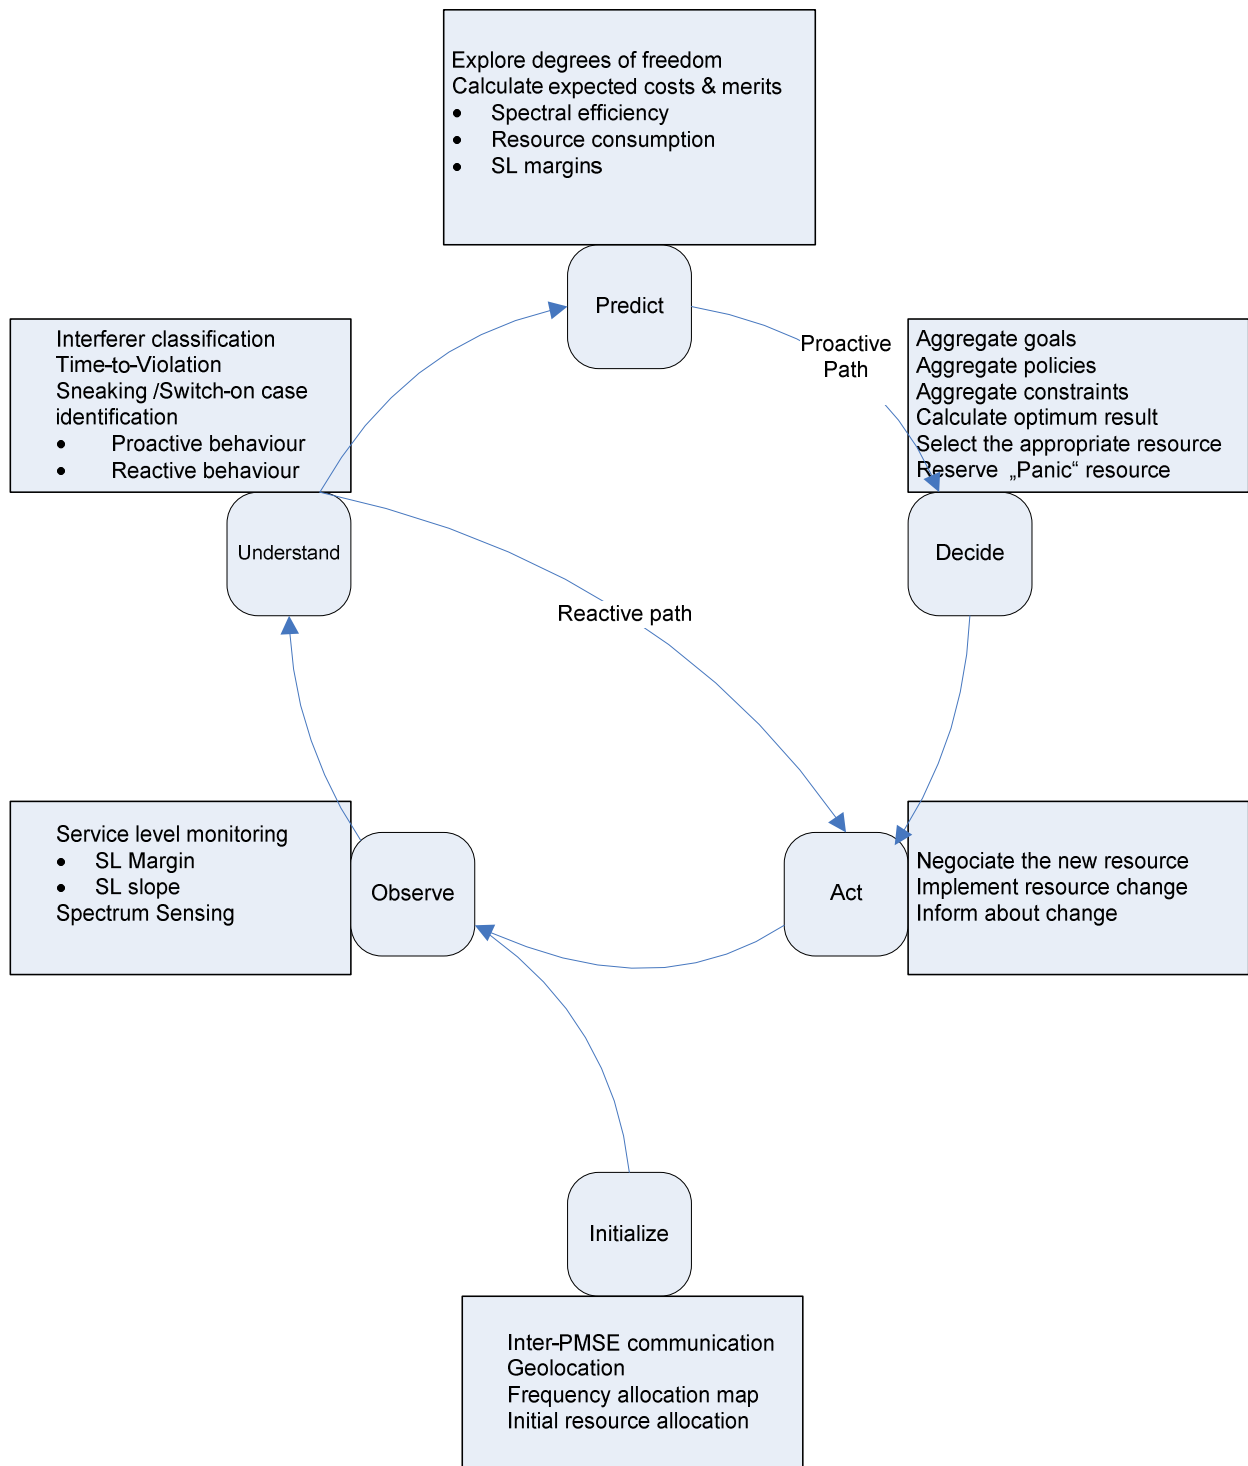 Explore degrees of freedom
Calculate expected costs & merits
• Spectral efficiency
• Resource consumption
• SL margins
Predict
Proactive
Path
Interferer classification
Time-to-Violation
Sneaking /Switch-on case
identification
• Proactive behaviour
• Reactive behaviour
Understand
Aggregate goals
Aggregate policies
Aggregate constraints
Calculate optimum result
Select the appropriate resource
Reserve „Panic“ resource
Decide
Reactive path
Service level monitoring
• SL Margin
• SL slope
Spectrum Sensing
Observe
Act
Negociate the new resource
Implement resource change
Inform about change
Initialize
Inter-PMSE communication
Geolocation
Frequency allocation map
Initial resource allocation